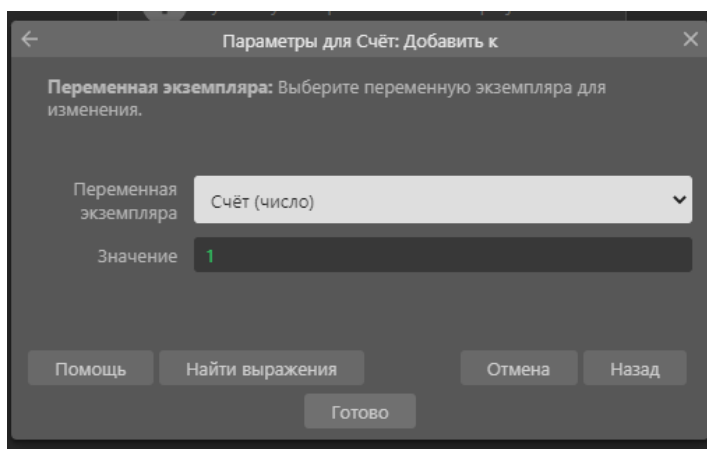 Параметры для Счёт: Добавить к
Переменная экземпляра: Выберите переменную экземпляра для
изменения.
Переменная
экземпляра
Счёт (число)
Значение
1
Помощь
Найти выражения
Отмена
Назад
Готово